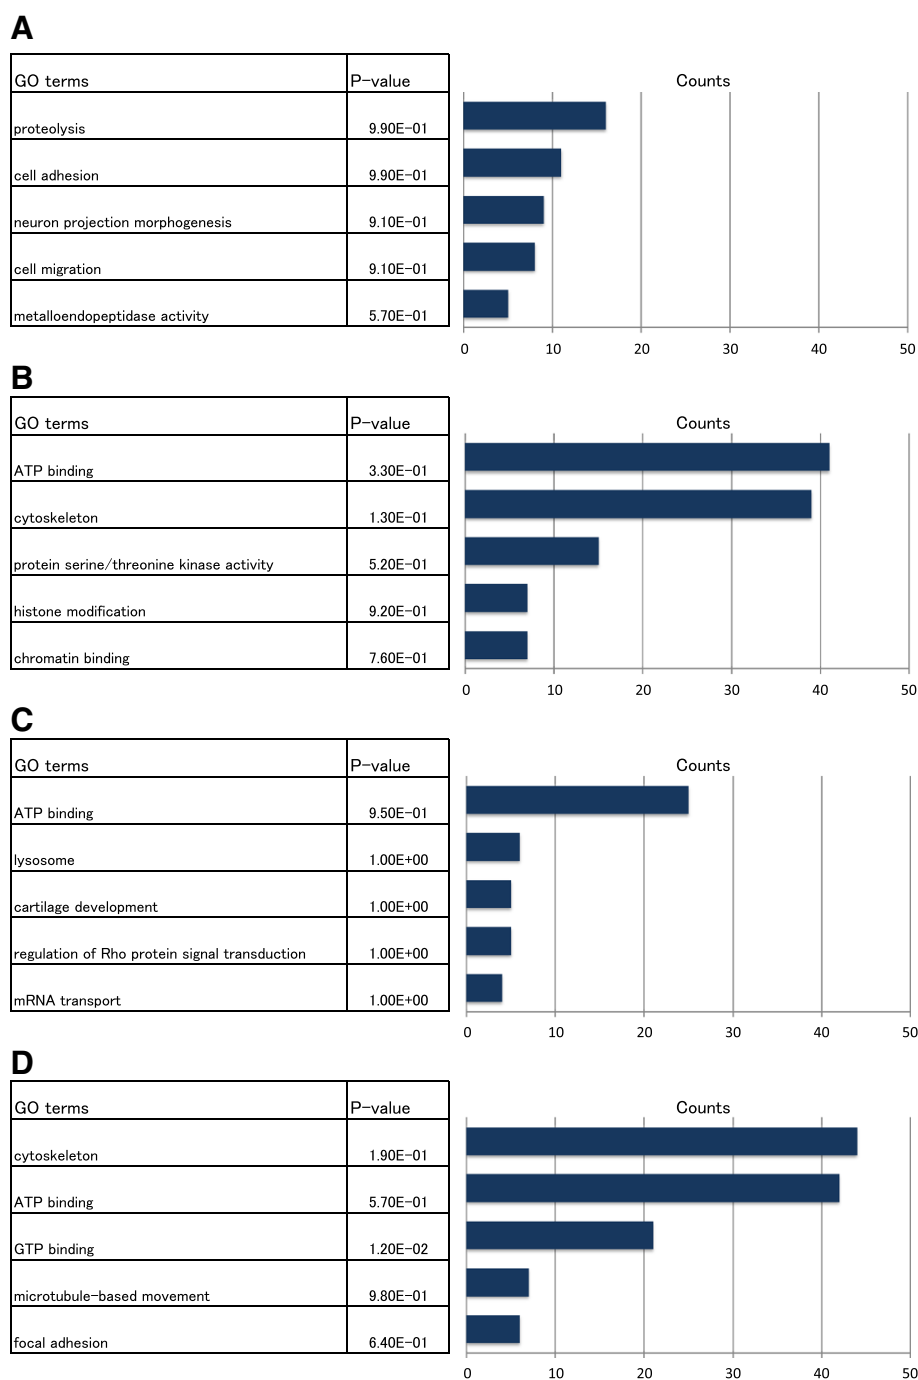 A
GO terms P-value Counts
proteolysis 9.90E-01
cell adhesion 9.90E-01
neuron projection morphogenesis 9.10E-01
cell migration 9.10E-01
metalloendopeptidase activity 5.70E-01
0 10 20 30 40 50
B
GO terms P-value Counts
ATP binding 3.30E-01
cytoskeleton 1.30E-01
protein serine/threonine kinase activity 5.20E-01
histone modification 9.20E-01
chromatin binding 7.60E-01
0 10 20 30 40 50
C
GO terms P-value Counts
ATP binding 9.50E-01
lysosome 1.00E+00
cartilage development 1.00E+00
regulation of Rho protein signal transduction 1.00E+00
mRNA transport 1.00E+00
0 10 20 30 40 50
D
GO terms P-value Counts
cytoskeleton 1.90E-01
ATP binding 5.70E-01
GTP binding 1.20E-02
microtubule-based movement 9.80E-01
focal adhesion 6.40E-01
0 10 20 30 40 50